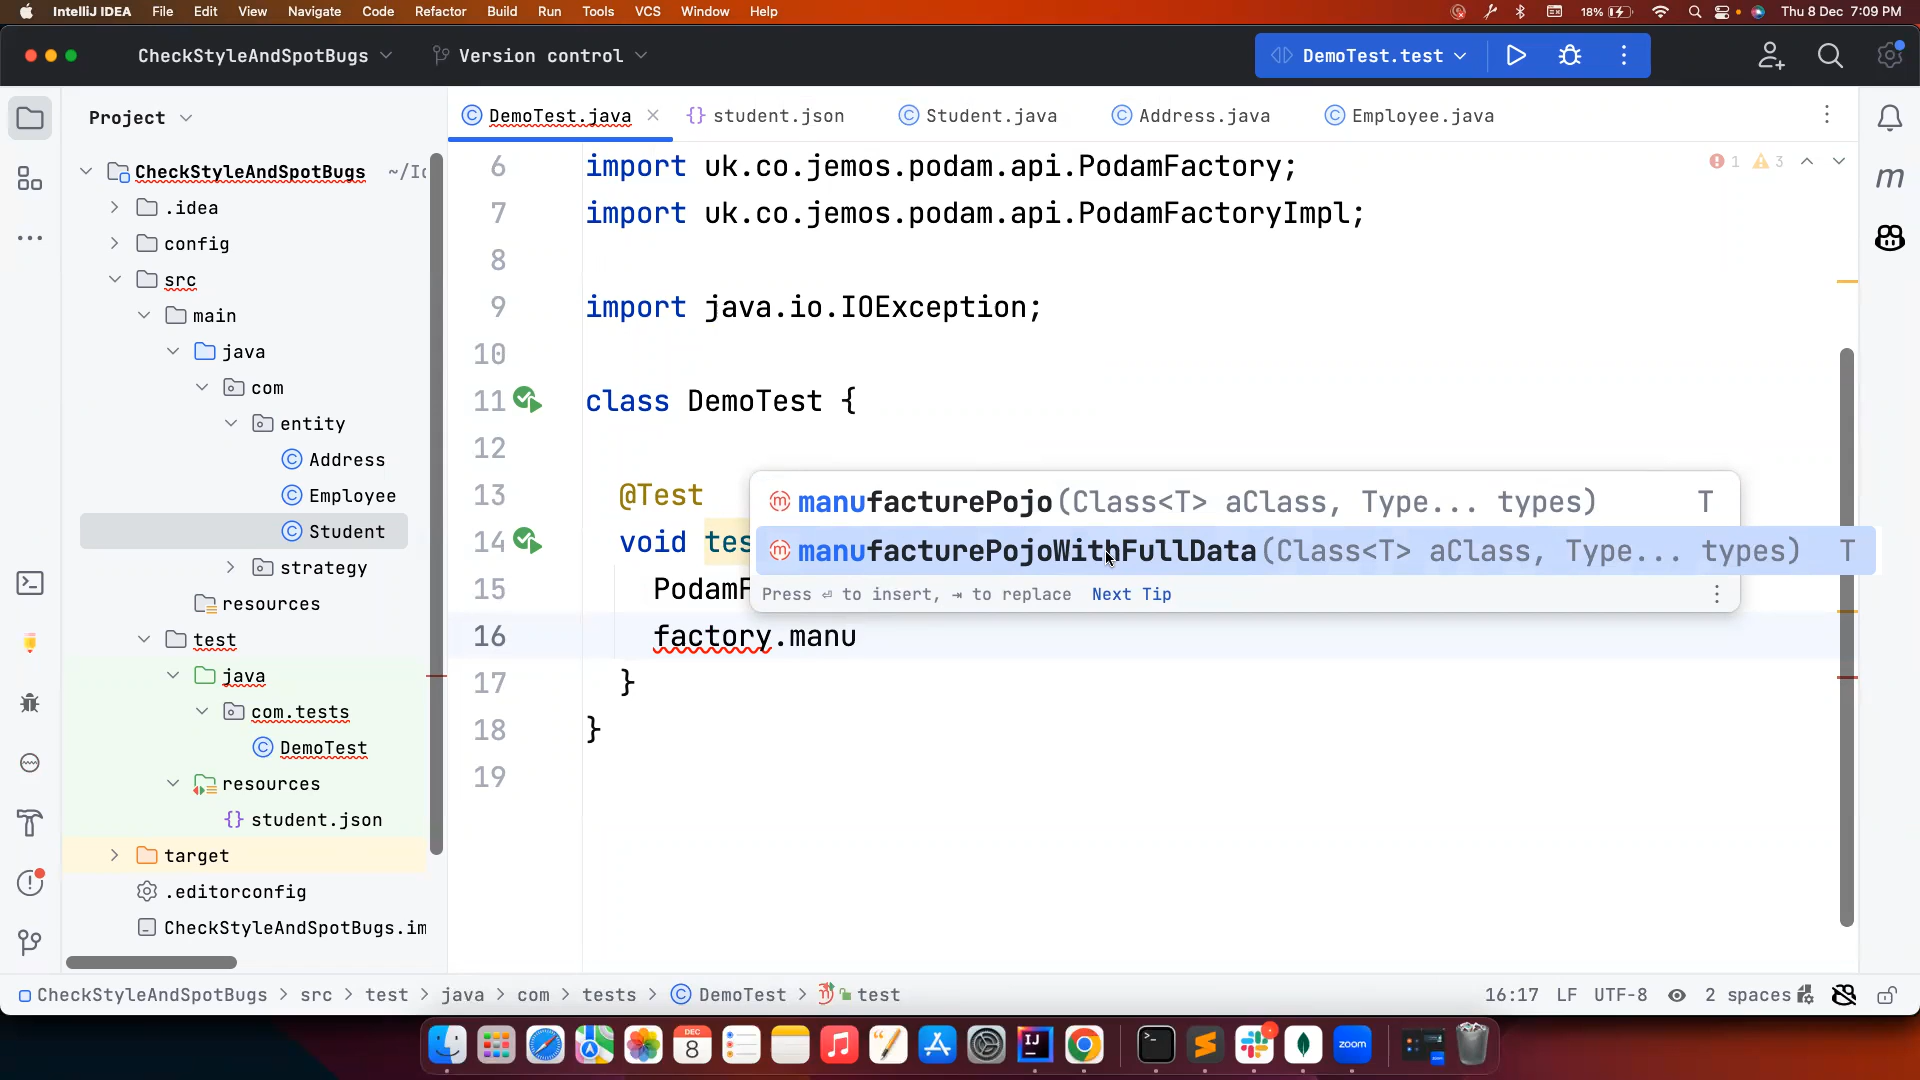 IntelliJ IDEA File Edit View Navigate Code Refactor Build Run Tools VCS Window Help 18% Thu 8 Dec 7:09 PM
CheckStyleAndSpotBugs Version control DemoTest.test
Project
CheckStyleAndSpotBugs
.idea
config
src
main
java
com
entity
Address
Employee
Student
strategy
resources
test
java
com.tests
DemoTest
resources
{} student.json
target
.editorconfig
CheckStyleAndSpotBugs.im
DemoTest.java {} student.json Student.java Address.java Employee.java
1 3
6 import uk.co.jemos.podam.api.PodamFactory;
7 import uk.co.jemos.podam.api.PodamFactoryImpl;
8
9 import java.io.IOException;
10
11 class DemoTest {
12
13 @Test
14 void tes
15 PodamF
16 factory.manu
17 }
18 }
19
manufacturePojo(Class<T> aClass, Type... types) T
manufacturePojoWithFullData(Class<T> aClass, Type... types) T
Press ⏎ to insert, ⇥ to replace Next Tip
CheckStyleAndSpotBugs > src > test > java > com > tests > DemoTest > test 16:17 LF UTF-8 2 spaces
DEC
8
IJ
zoom